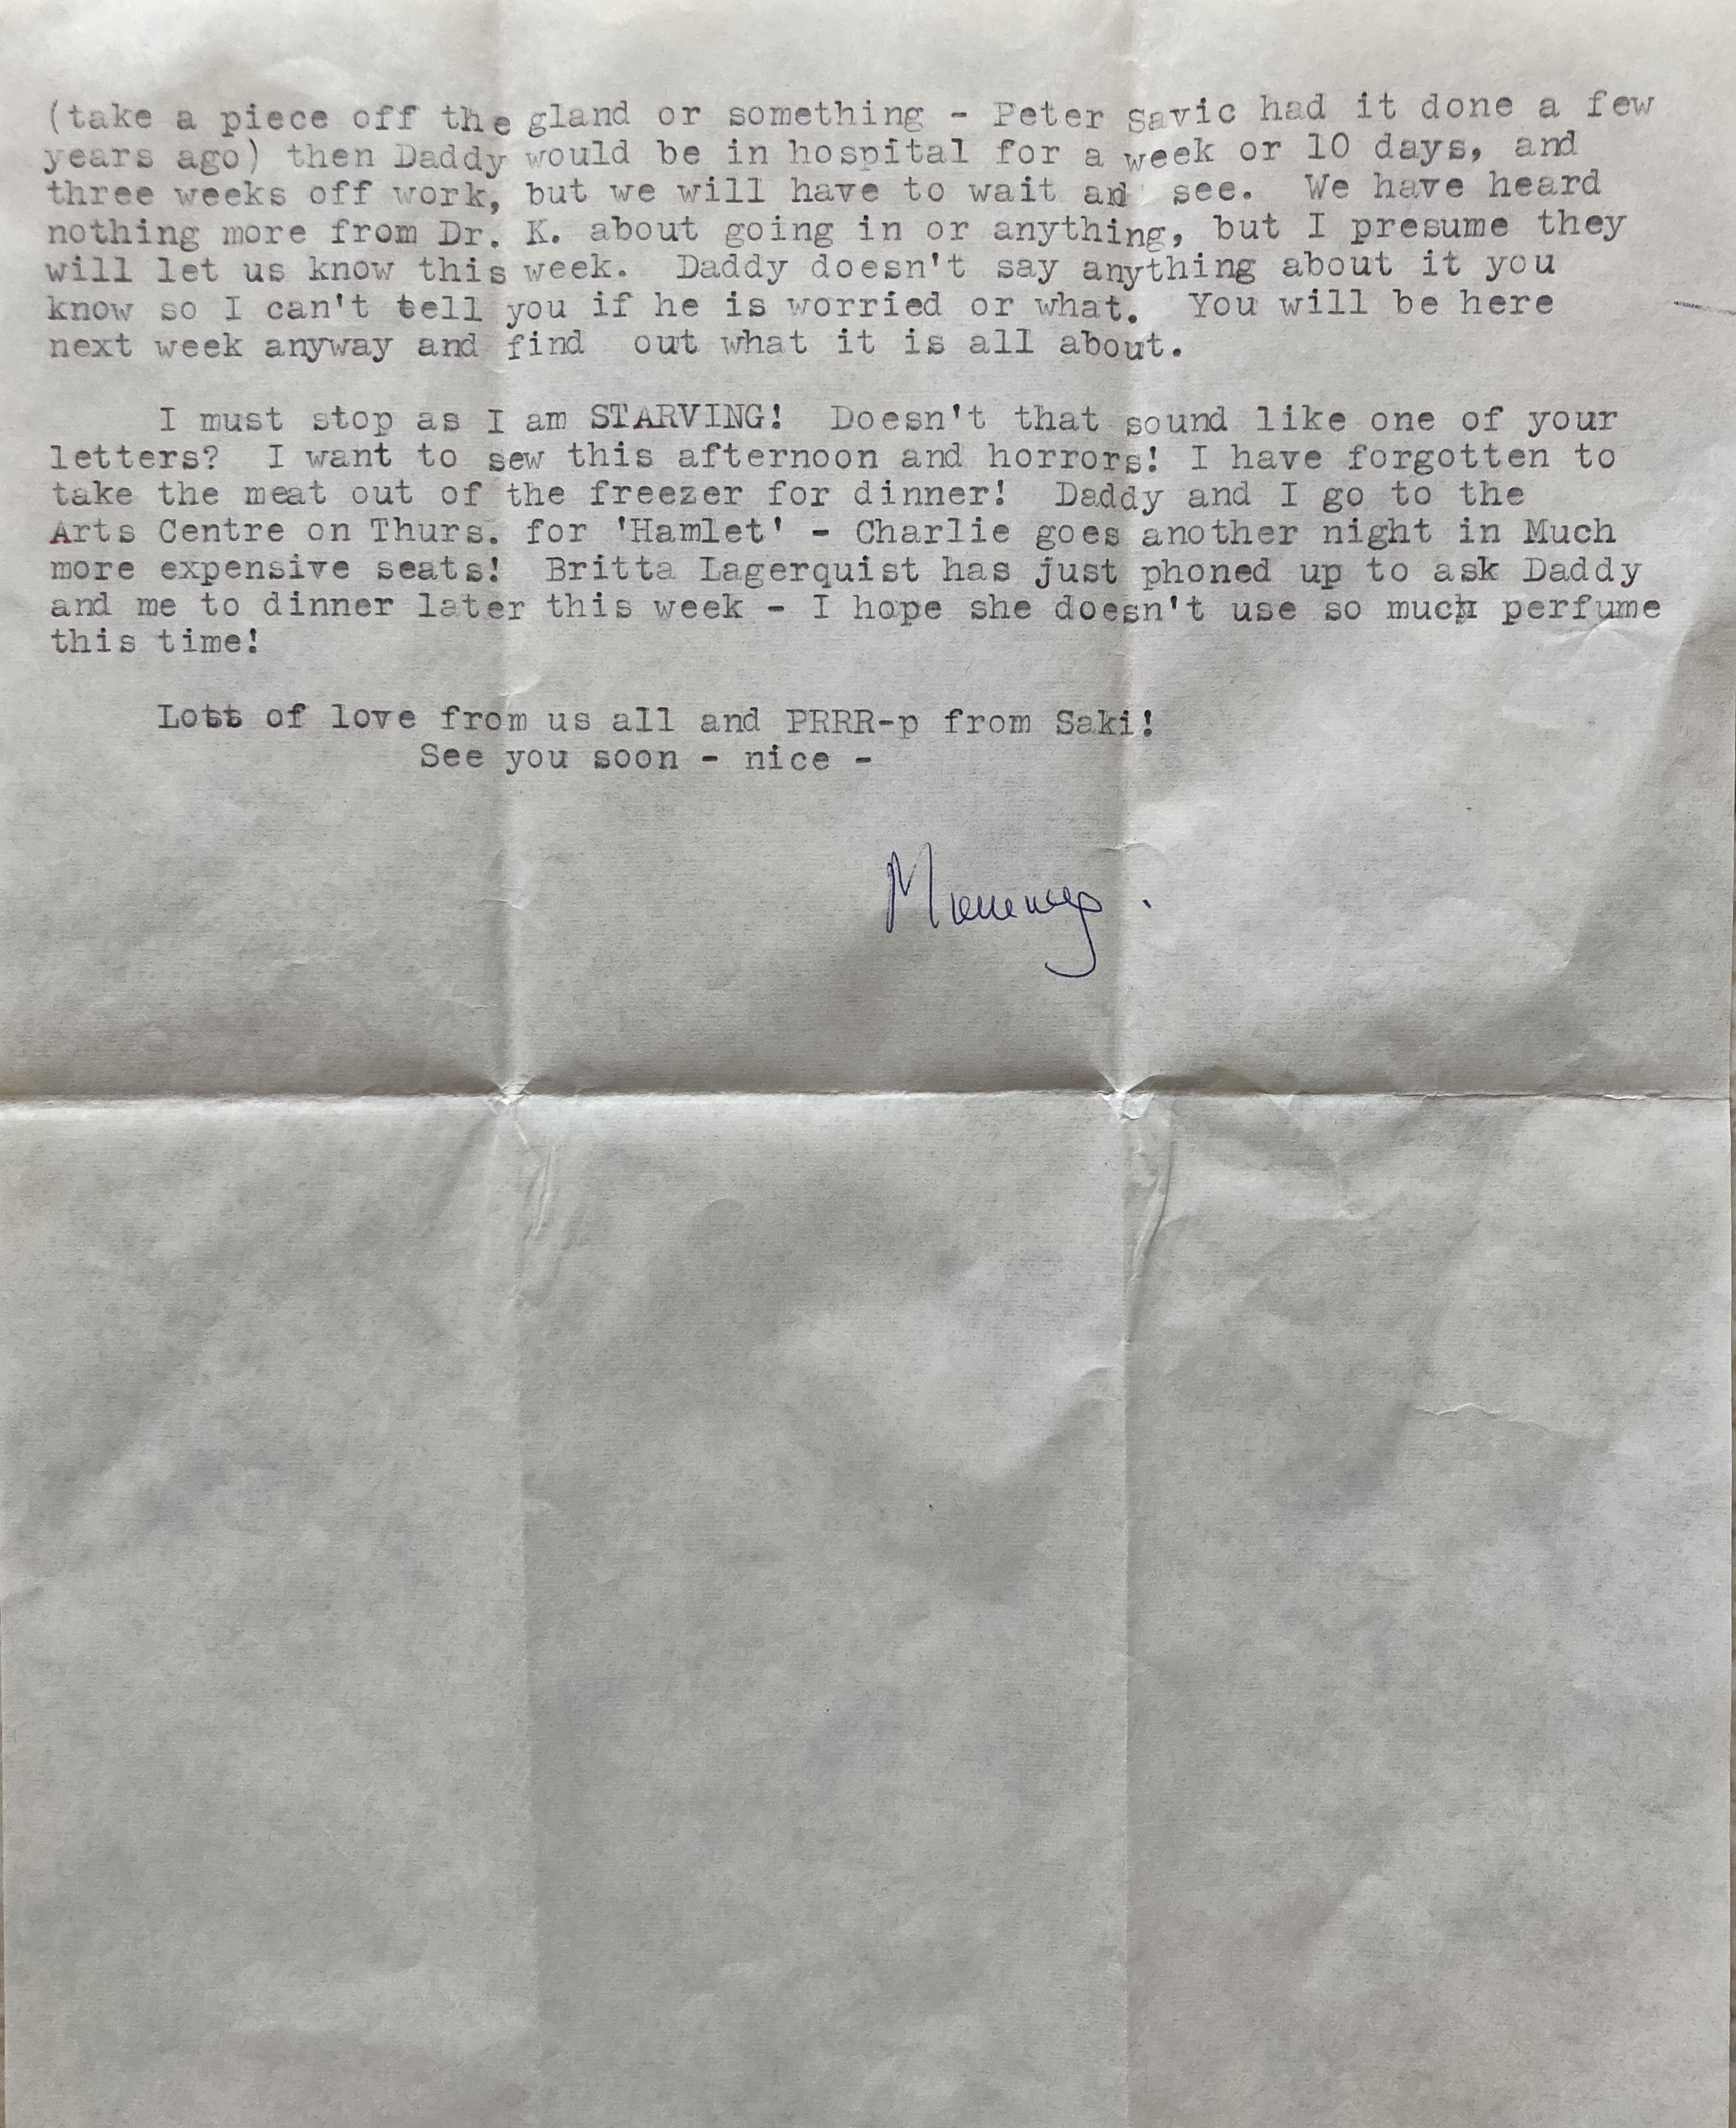 (take a piece off the gland or something - Peter Savic had it done a few
years ago) then Daddy would be in hospital for a week or 10 days, and
three weeks off work, but we will have to wait and see.  We have heard
nothing more from Dr. K. about going in or anything, but I presume they
will let us know this week.  Daddy doesn't say anything about it you
know so I can't tell you if he is worried or what.  You will be here
next week anyway and find  out what it is all about.
I must stop as I am STARVING!  Doesn't that sound like one of your
letters?  I want to sew this afternoon and horrors! I have forgotten to
take the meat out of the freezer for dinner!  Daddy and I go to the
Arts Centre on Thurs. for 'Hamlet' - Charlie goes another night in Much
more expensive seats!  Britta Lagerquist has just phoned up to ask Daddy
and me to dinner later this week - I hope she doesn't use so much perfume
this time!
Lots of love from us all and PRRR-p from Saki!
See you soon - nice -
Mummy.